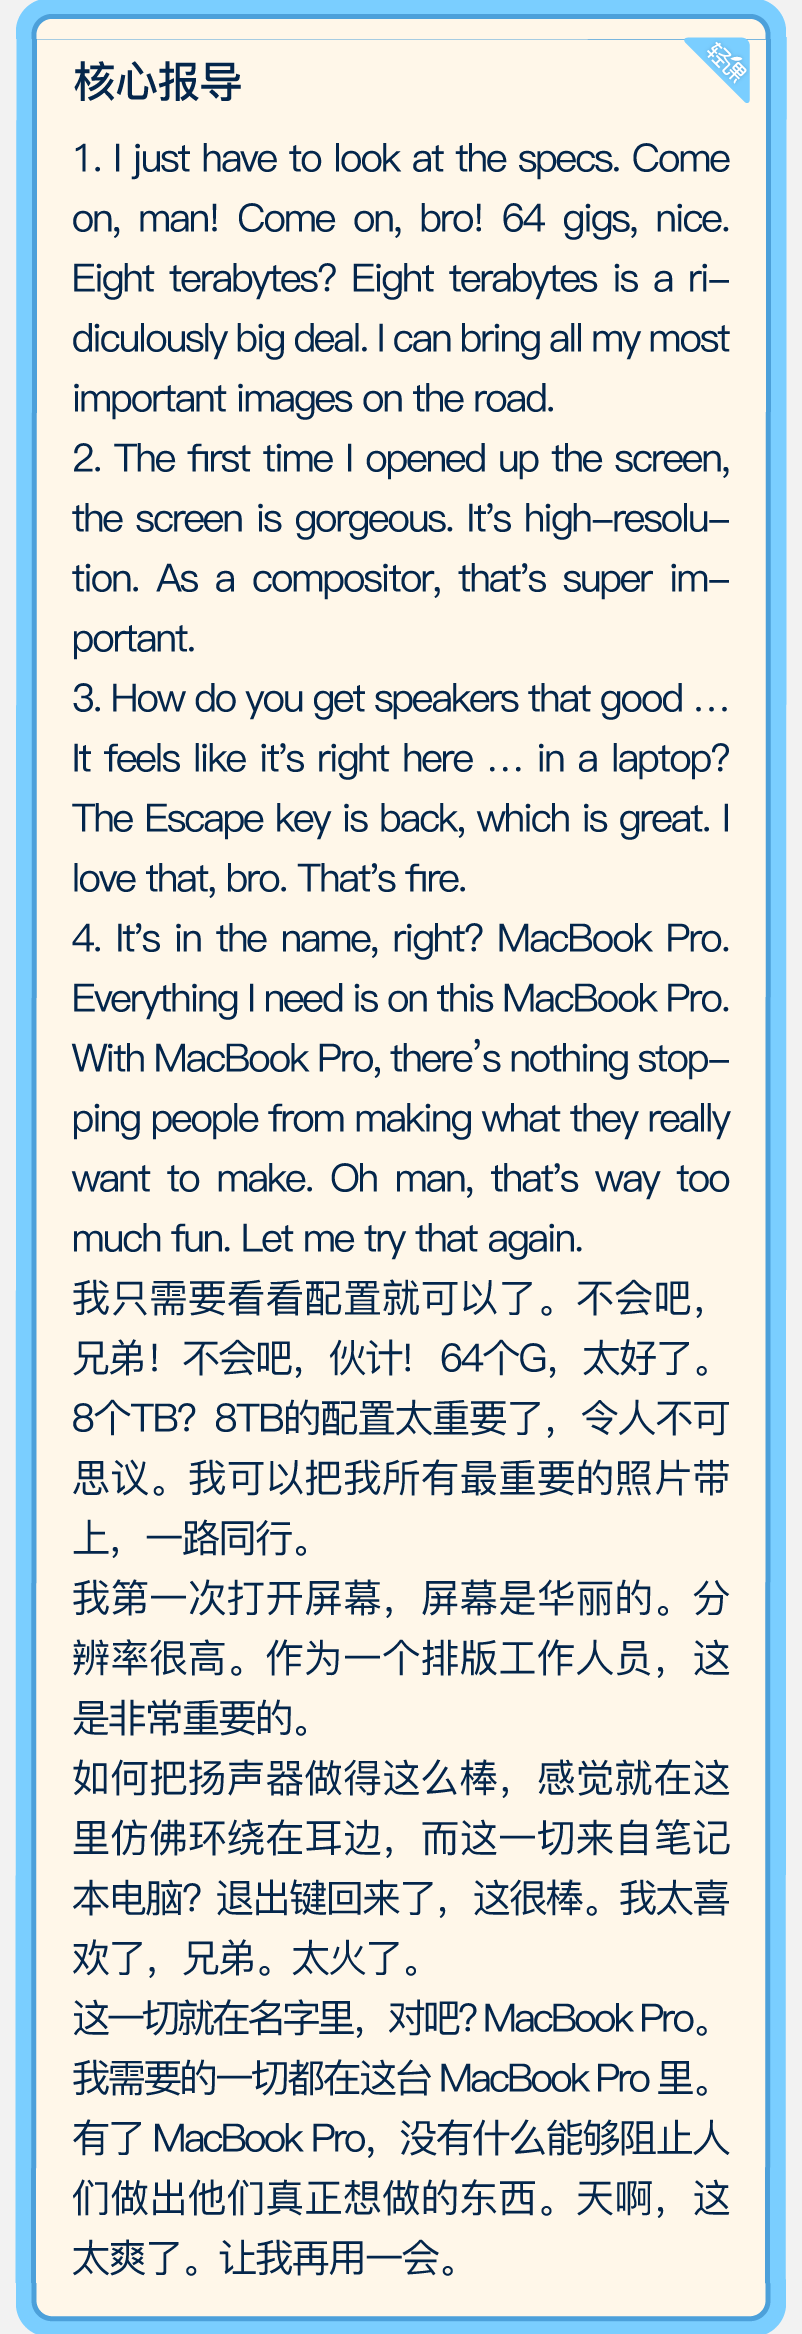 核心报导
轻课
1. I just have to look at the specs. Come
on, man! Come on, bro! 64 gigs, nice.
Eight terabytes? Eight terabytes is a ri-
diculously big deal. I can bring all my most
important images on the road.
2. The first time I opened up the screen,
the screen is gorgeous. It's high-resolu-
tion. As a compositor, that's super im-
portant.
3. How do you get speakers that good …
It feels like it's right here … in a laptop?
The Escape key is back, which is great. I
love that, bro. That's fire.
4. It's in the name, right? MacBook Pro.
Everything I need is on this MacBook Pro.
With MacBook Pro, there’s nothing stop-
ping people from making what they really
want to make. Oh man, that's way too
much fun. Let me try that again.
我只需要看看配置就可以了。不会吧，
兄弟！不会吧，伙计！64个G，太好了。
8个TB？8TB的配置太重要了，令人不可
思议。我可以把我所有最重要的照片带
上，一路同行。
我第一次打开屏幕，屏幕是华丽的。分
辨率很高。作为一个排版工作人员，这
是非常重要的。
如何把扬声器做得这么棒，感觉就在这
里仿佛环绕在耳边，而这一切来自笔记
本电脑？退出键回来了，这很棒。我太喜
欢了，兄弟。太火了。
这一切就在名字里，对吧？MacBook Pro。
我需要的一切都在这台 MacBook Pro 里。
有了 MacBook Pro，没有什么能够阻止人
们做出他们真正想做的东西。天啊，这
太爽了。让我再用一会。